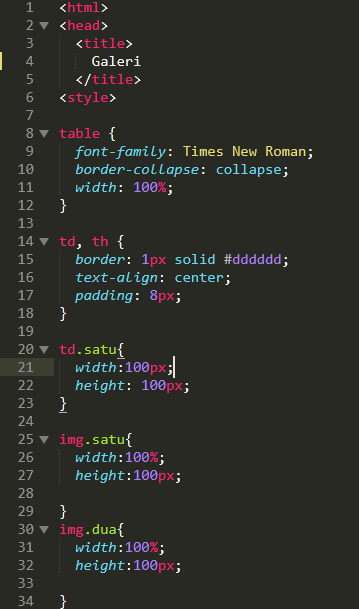 1 <html>
2 <head>
3 <title>
4 Galeri
5 </title>
6 <style>
7
8 table {
9 font-family: Times New Roman;
10 border-collapse: collapse;
11 width: 100%;
12 }
13
14 td, th {
15 border: 1px solid #dddddd;
16 text-align: center;
17 padding: 8px;
18 }
19
20 td.satu{
21 width:100px;
22 height: 100px;
23 }
24
25 img.satu{
26 width:100%;
27 height:100px;
28
29 }
30 img.dua{
31 width:100%;
32 height:100px;
33
34 }